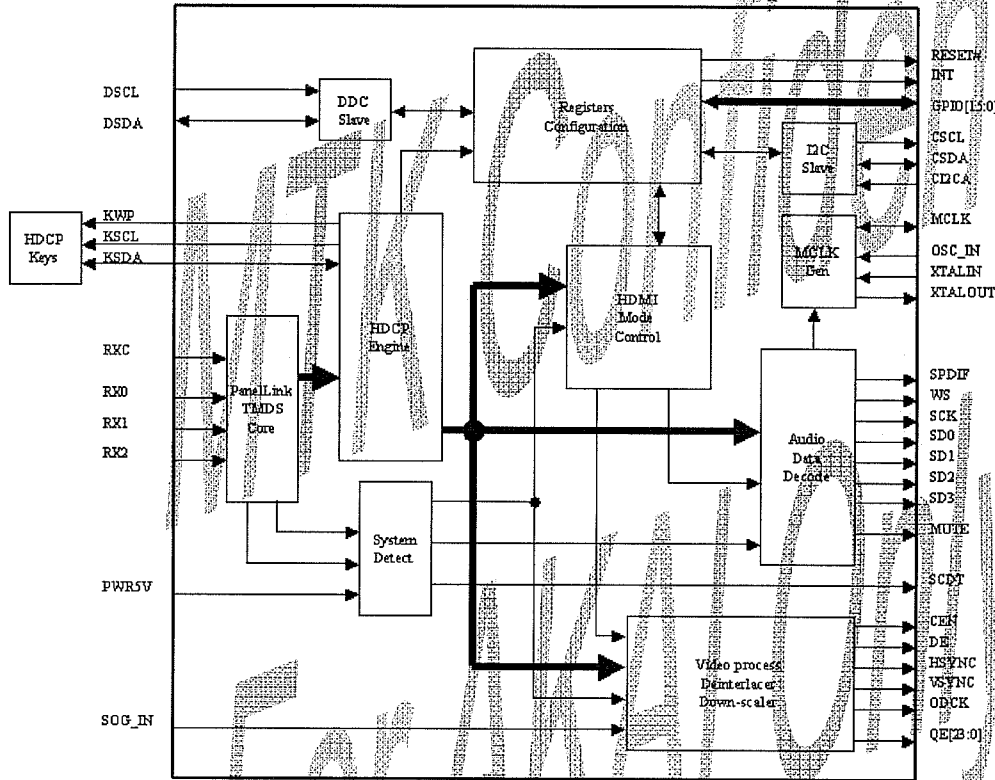 DSCL
DSDA
DDC
Slave
Registers
Configuration
RESET#
INT
GPIO[15:0]
I2C
Slave
CSCL
CSDA
CI2CA
HDCP
Keys
KWP
KSCL
KSDA
HDCP
Engine
HDMI
Mode
Control
MCLK
Gen
MCLK
OSC_IN
XTALIN
XTALOUT
RXC
RX0
RX1
RX2
PanelLink
TMDS
Core
Audio
Data
Decode
SPDIF
WS
SCK
SD0
SD1
SD2
SD3
MUTE
System
Detect
PWR5V
SCDT
SOG_IN
Video process
Deinterlacer
Down-scaler
CEN
DE
HSYNC
VSYNC
ODCK
QE[23:0]